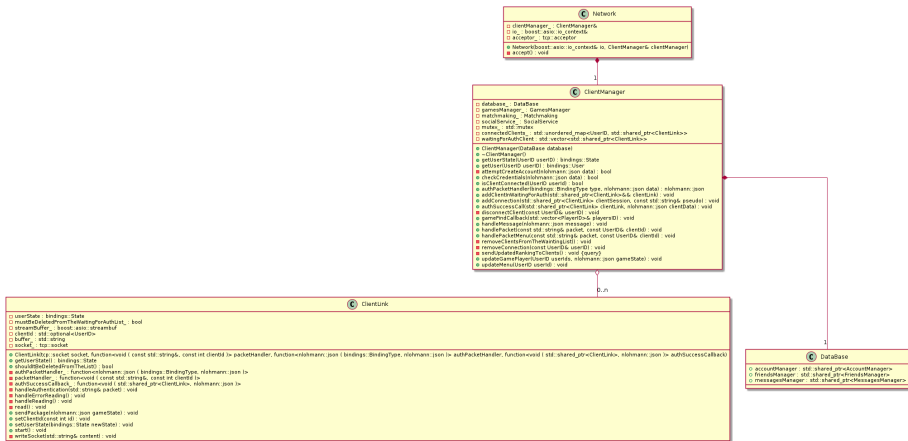 C Network
clientManager_ : ClientManager&
io_ : boost::asio::io_context&
acceptor_ : tcp::acceptor
Network(boost::asio::io_context& io, ClientManager& clientManager)
accept() : void
1
C ClientManager
database_ : DataBase
gamesManager_ : GamesManager
matchmaking_ : Matchmaking
socialService_ : SocialService
mutex_ : std::mutex
connectedClients_ : std::unordered_map<UserID, std::shared_ptr<ClientLink>>
waitingForAuthClient : std::vector<std::shared_ptr<ClientLink>>
ClientManager(DataBase database)
~ClientManager()
getUserState(UserID userID) : bindings::State
getUser(UserID userID) : bindings::User
attemptCreateAccount(nlohmann::json data) : bool
checkCredentials(nlohmann::json data) : bool
isClientConnected(UserID userId) : bool
authPacketHandler(bindings::BindingType type, nlohmann::json data) : nlohmann::json
addClientInWaitingForAuth(std::shared_ptr<ClientLink>&& clientLink) : void
addConnection(std::shared_ptr<ClientLink> clientSession, const std::string& pseudo) : void
authSuccessCall(std::shared_ptr<ClientLink> clientLink, nlohmann::json clientData) : void
disconnectClient(const UserID& userID) : void
gameFindCallback(std::vector<PlayerID>& playersID) : void
handleMessage(nlohmann::json message) : void
handlePacket(const std::string& packet, const UserID& clientId) : void
handlePacketMenu(const std::string& packet, const UserID& clientId) : void
removeClientsFromTheWaintingList() : void
removeConnection(const UserID& userID) : void
sendUpdatedRankingToClients() : void {query}
updateGamePlayer(UserID userIds, nlohmann::json gameState) : void
updateMenu(UserID userId) : void
0..n
1
C ClientLink
userState : bindings::State
mustBeDeletedFromTheWaitingForAuthList_ : bool
streamBuffer_ : boost::asio::streambuf
clientId : std::optional<UserID>
buffer_ : std::string
socket_ : tcp::socket
ClientLink(tcp::socket socket, function<void ( const std::string&, const int clientId )> packetHandler, function<nlohmann::json ( bindings::BindingType, nlohmann::json )> authPacketHandler, function<void ( std::shared_ptr<ClientLink>, nlohmann::json )> authSuccessCallback)
getUserState() : bindings::State
shouldItBeDeletedFromTheList() : bool
authPacketHandler_ : function<nlohmann::json ( bindings::BindingType, nlohmann::json )>
packetHandler_ : function<void ( const std::string&, const int clientId )>
authSuccessCallback_ : function<void ( std::shared_ptr<ClientLink>, nlohmann::json )>
handleAuthentication(std::string& packet) : void
handleErrorReading() : void
handleReading() : void
read() : void
sendPackage(nlohmann::json gameState) : void
setClientId(const int id) : void
setUserState(bindings::State newState) : void
start() : void
writeSocket(std::string& content) : void
C DataBase
accountManager : std::shared_ptr<AccountManager>
friendsManager : std::shared_ptr<FriendsManager>
messagesManager : std::shared_ptr<MessagesManager>